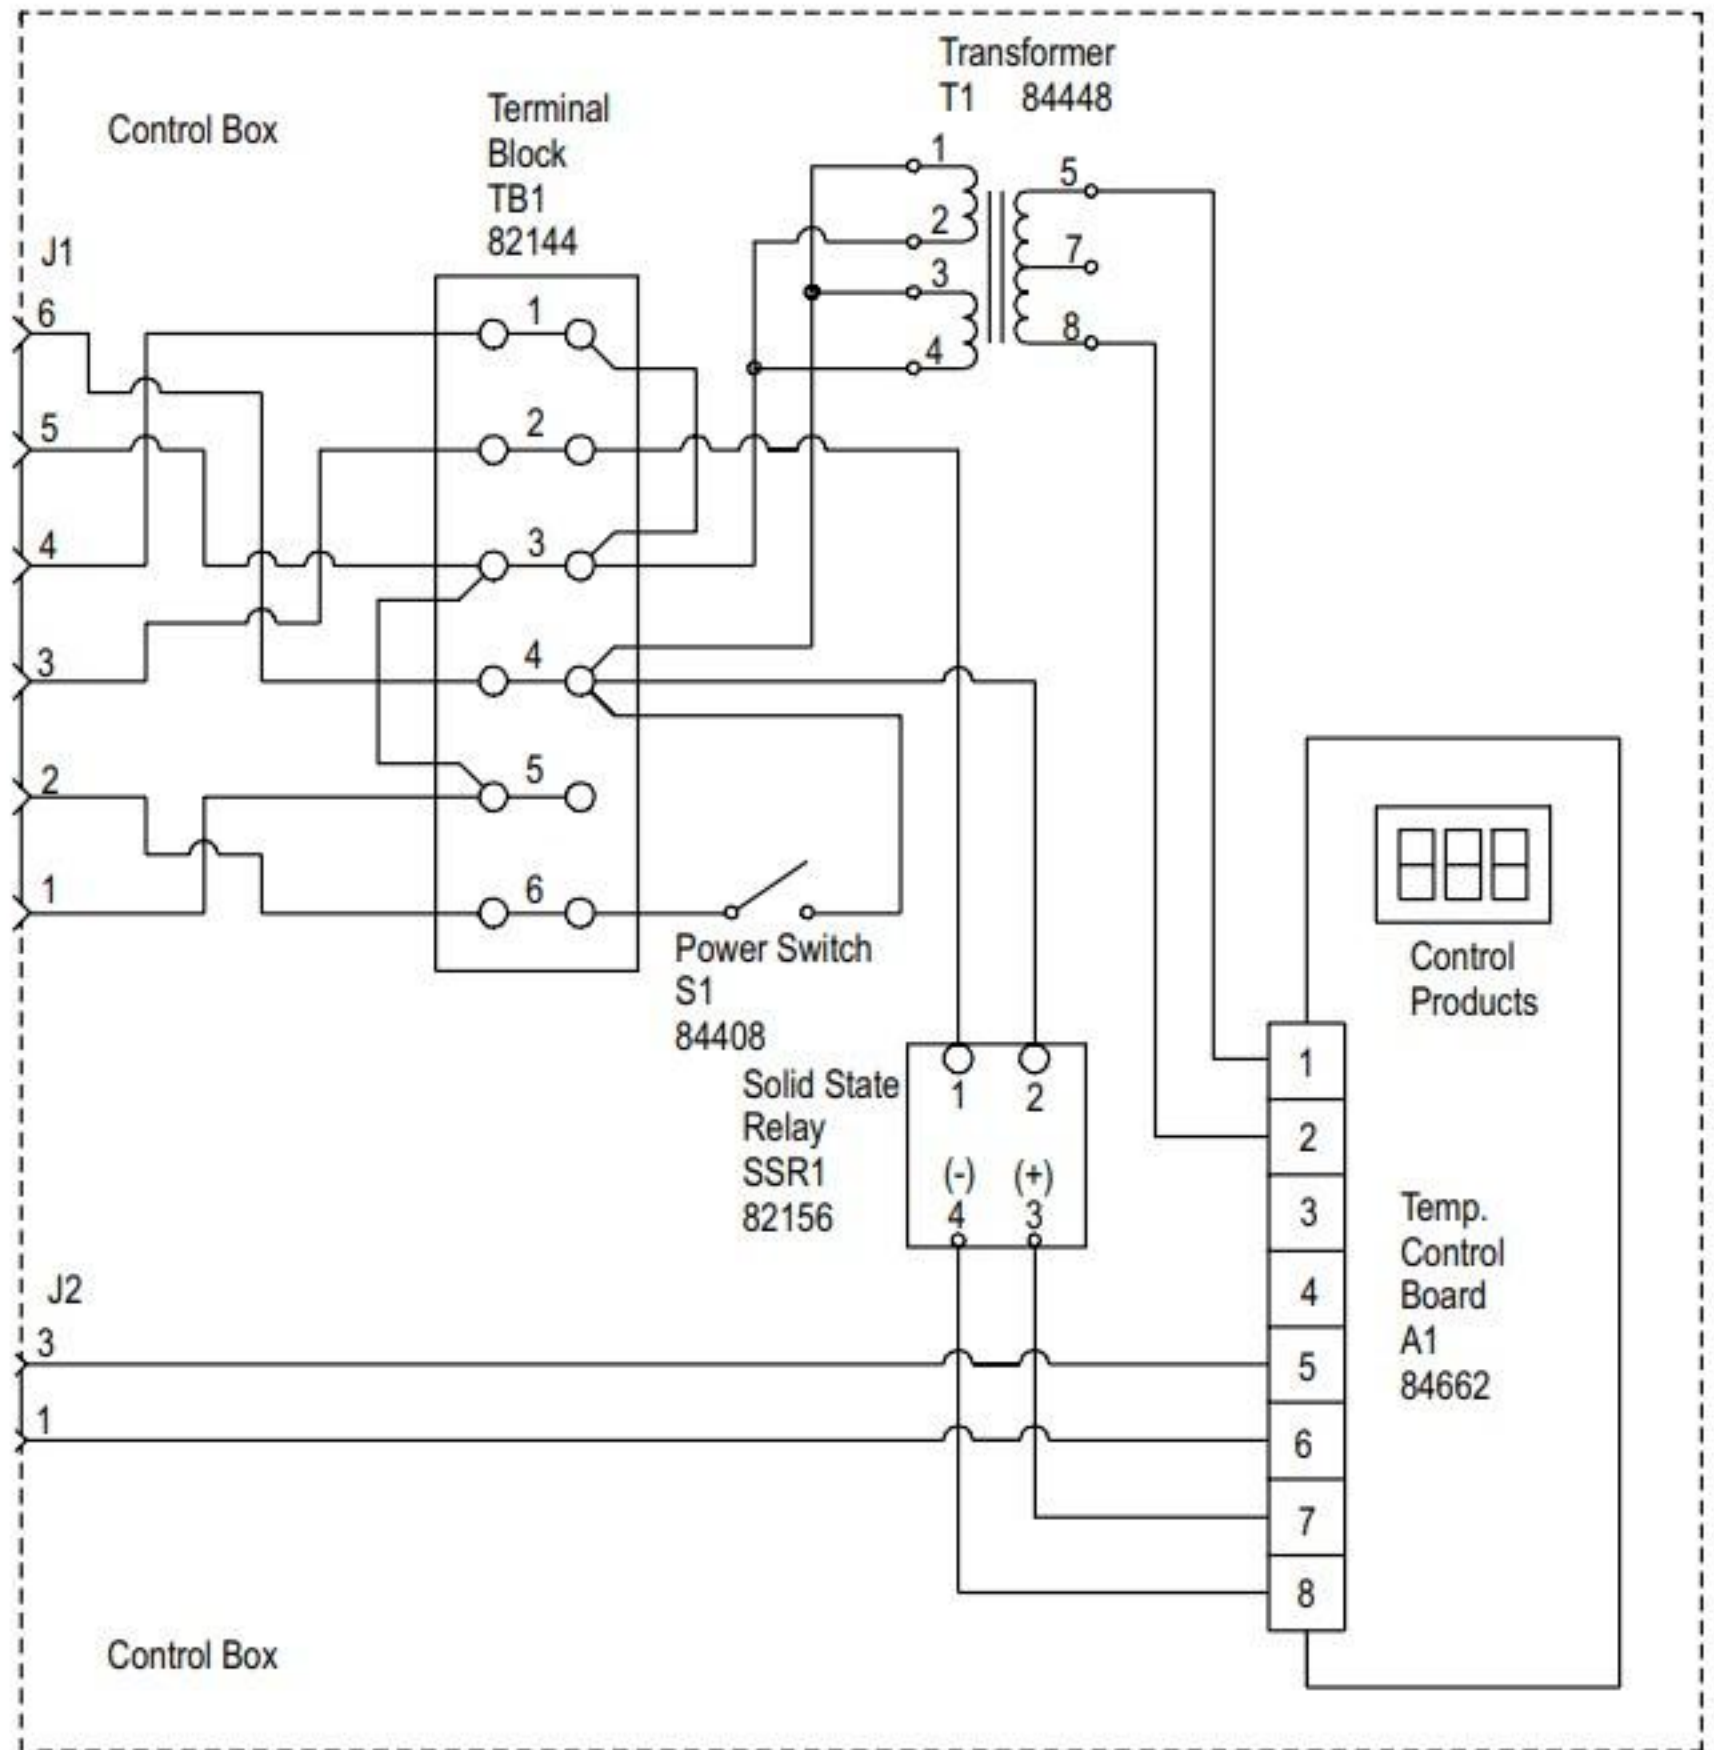 Control Box
Terminal
Block
TB1
82144
Transformer
T1 84448
1
2
3
4
5
7
8
J1
6
5
4
3
2
1
1
2
3
4
5
6
Power Switch
S1
84408
Solid State
Relay
SSR1
82156
1 2
(-) (+)
4 3
Control
Products
1
2
3
4
5
6
7
8
Temp.
Control
Board
A1
84662
J2
3
1
Control Box